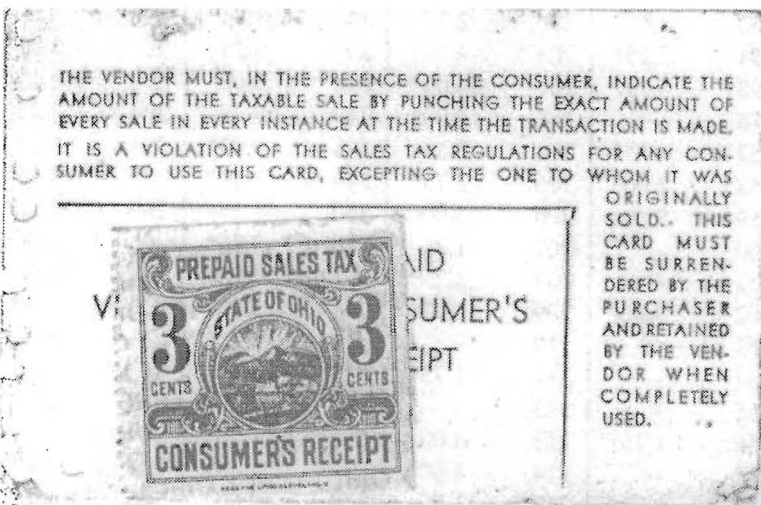 THE VENDOR MUST, IN THE PRESENCE OF THE CONSUMER, INDICATE THE
AMOUNT OF THE TAXABLE SALE BY PUNCHING THE EXACT AMOUNT OF
EVERY SALE IN EVERY INSTANCE AT THE TIME THE TRANSACTION IS MADE.
IT IS A VIOLATION OF THE SALES TAX REGULATIONS FOR ANY CON-
SUMER TO USE THIS CARD, EXCEPTING THE ONE TO WHOM IT WAS
ORIGINALLY
SOLD. THIS
CARD MUST
BE SURREN-
DERED BY THE
PURCHASER
AND RETAINED
BY THE VEN-
DOR WHEN
COMPLETELY
USED.
AID
V
SUMER'S
EIPT
PREPAID SALES TAX
STATE OF OHIO
3 3
CENTS CENTS
CONSUMER'S RECEIPT